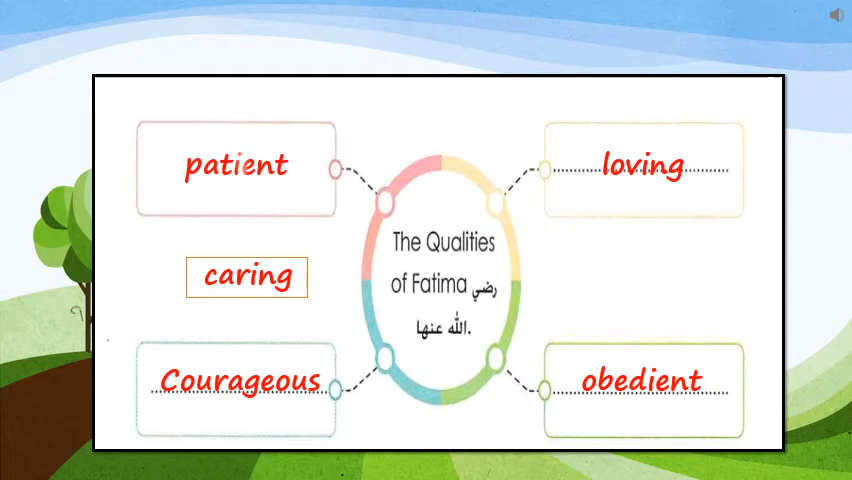 patient
loving
The Qualities
of Fatima رضي
الله عنها.
caring
Courageous
obedient